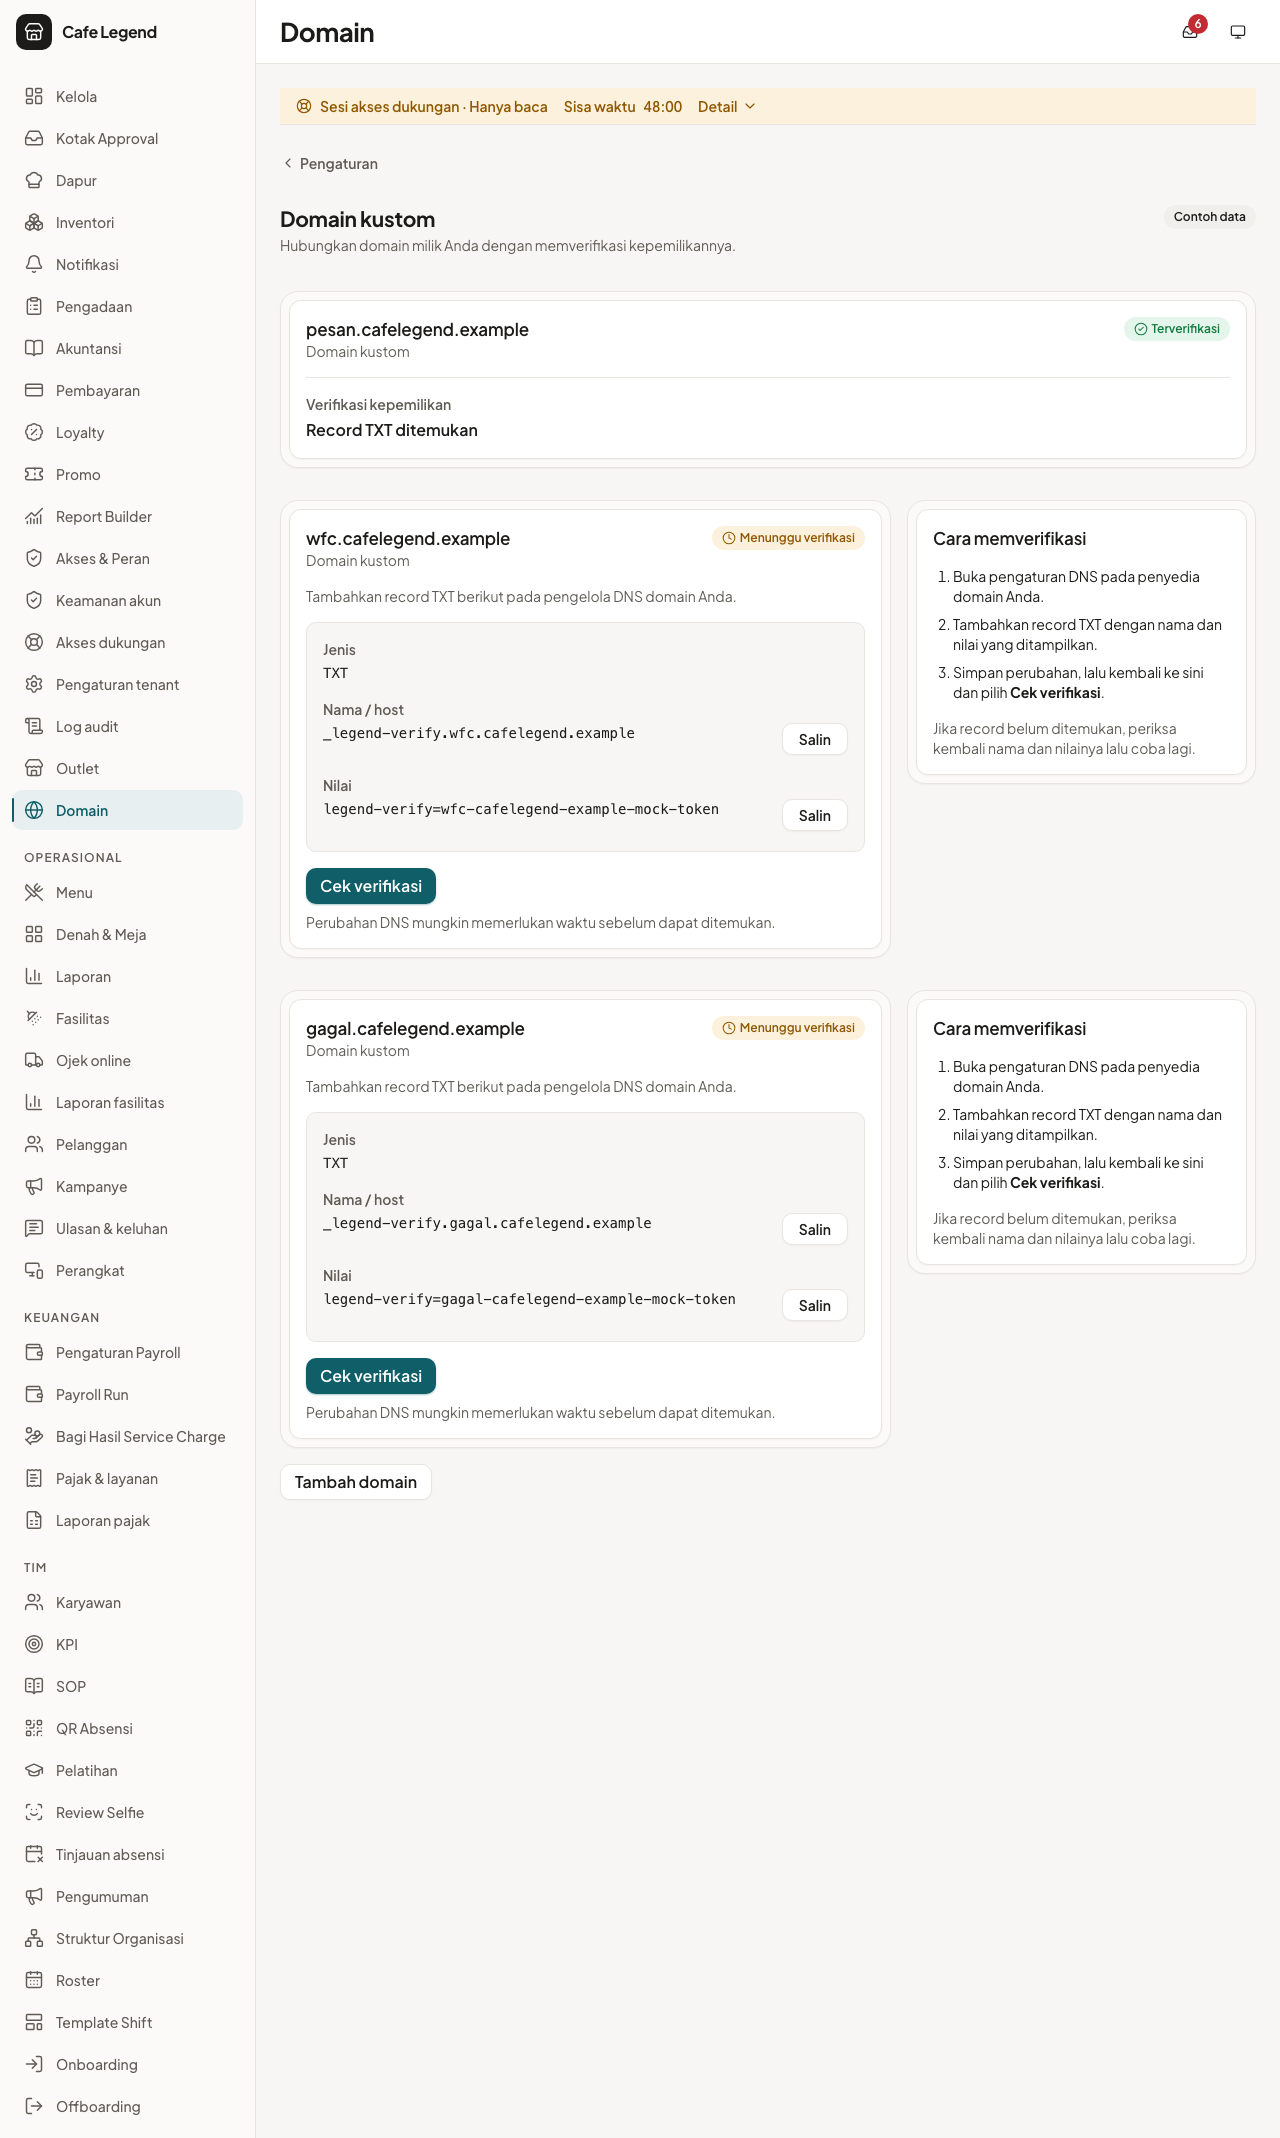 Cafe Legend
Kelola
Kotak Approval
Dapur
Inventori
Notifikasi
Pengadaan
Akuntansi
Pembayaran
Loyalty
Promo
Report Builder
Akses & Peran
Keamanan akun
Akses dukungan
Pengaturan tenant
Log audit
Outlet
Domain
OPERASIONAL
Menu
Denah & Meja
Laporan
Fasilitas
Ojek online
Laporan fasilitas
Pelanggan
Kampanye
Ulasan & keluhan
Perangkat
KEUANGAN
Pengaturan Payroll
Payroll Run
Bagi Hasil Service Charge
Pajak & layanan
Laporan pajak
TIM
Karyawan
KPI
SOP
QR Absensi
Pelatihan
Review Selfie
Tinjauan absensi
Pengumuman
Struktur Organisasi
Roster
Template Shift
Onboarding
Offboarding
Domain
6
Sesi akses dukungan · Hanya baca Sisa waktu 48:00 Detail
Pengaturan
Domain kustom
Contoh data
Hubungkan domain milik Anda dengan memverifikasi kepemilikannya.
pesan.cafelegend.example
Terverifikasi
Domain kustom
Verifikasi kepemilikan
Record TXT ditemukan
wfc.cafelegend.example
Menunggu verifikasi
Domain kustom
Tambahkan record TXT berikut pada pengelola DNS domain Anda.
Jenis
TXT
Nama / host
_legend-verify.wfc.cafelegend.example
Salin
Nilai
legend-verify=wfc-cafelegend-example-mock-token
Salin
Cek verifikasi
Perubahan DNS mungkin memerlukan waktu sebelum dapat ditemukan.
Cara memverifikasi
1. Buka pengaturan DNS pada penyedia
domain Anda.
2. Tambahkan record TXT dengan nama dan
nilai yang ditampilkan.
3. Simpan perubahan, lalu kembali ke sini
dan pilih Cek verifikasi.
Jika record belum ditemukan, periksa
kembali nama dan nilainya lalu coba lagi.
gagal.cafelegend.example
Menunggu verifikasi
Domain kustom
Tambahkan record TXT berikut pada pengelola DNS domain Anda.
Jenis
TXT
Nama / host
_legend-verify.gagal.cafelegend.example
Salin
Nilai
legend-verify=gagal-cafelegend-example-mock-token
Salin
Cek verifikasi
Perubahan DNS mungkin memerlukan waktu sebelum dapat ditemukan.
Cara memverifikasi
1. Buka pengaturan DNS pada penyedia
domain Anda.
2. Tambahkan record TXT dengan nama dan
nilai yang ditampilkan.
3. Simpan perubahan, lalu kembali ke sini
dan pilih Cek verifikasi.
Jika record belum ditemukan, periksa
kembali nama dan nilainya lalu coba lagi.
Tambah domain